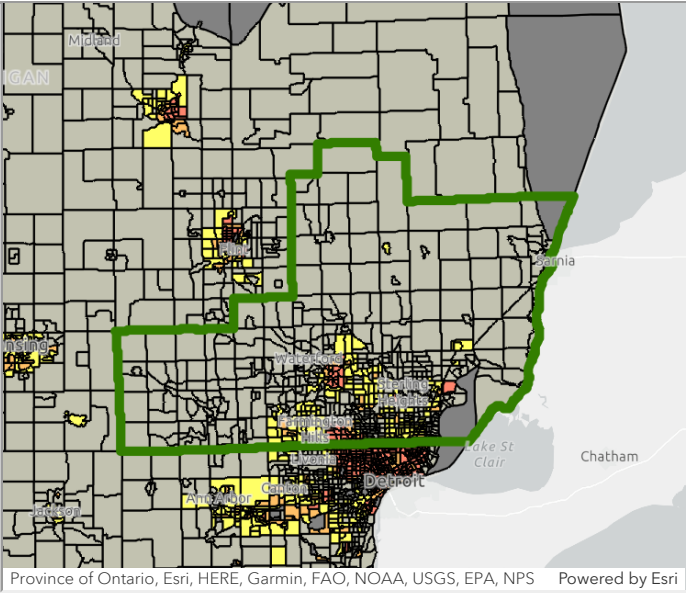 Midland
IGAN
Flint
Sarnia
nsing
Waterford
Sterling
Heights
Farmington
Hills
Livonia
Lake St
Clair
Chatham
Canton
Detroit
Ann Arbor
Jackson
Province of Ontario, Esri, HERE, Garmin, FAO, NOAA, USGS, EPA, NPS Powered by Esri